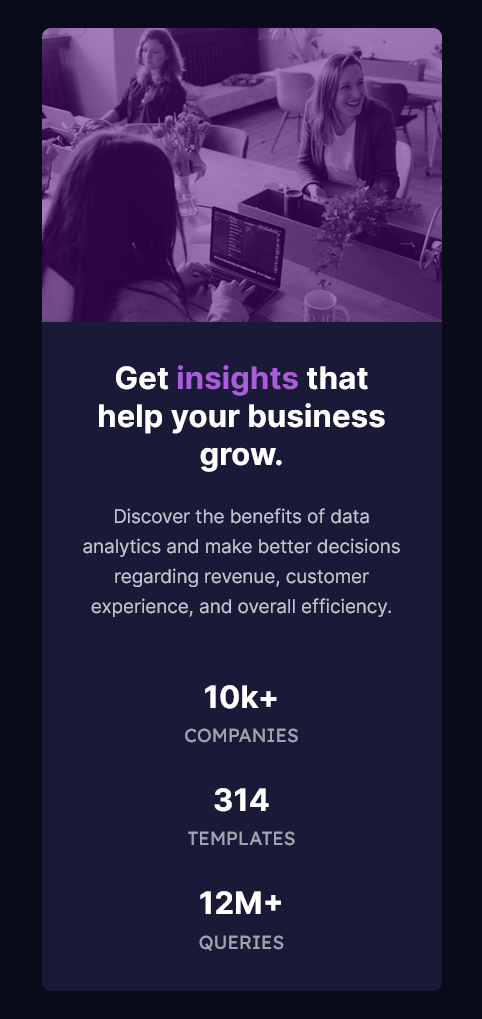 Get insights that
help your business
grow.
Discover the benefits of data
analytics and make better decisions
regarding revenue, customer
experience, and overall efficiency.
10k+
COMPANIES
314
TEMPLATES
12M+
QUERIES